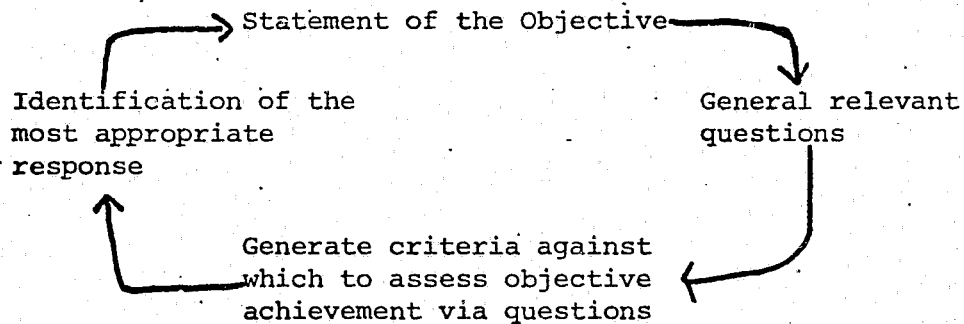 Statement of the Objective
General relevant
questions
Generate criteria against
which to assess objective
achievement via questions
Identification of the
most appropriate
response